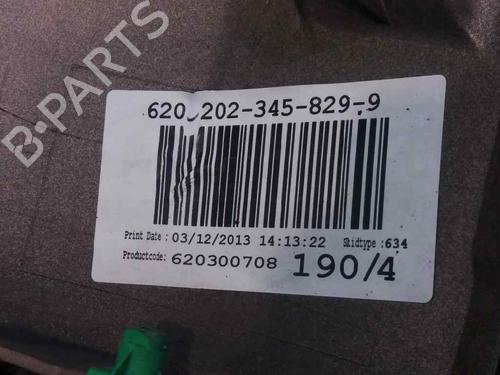 B-PARTS
620 202-345-829-9
Print Date : 03/12/2013 14:13:22 Skidtype :634
Productcode: 620300708 190/4